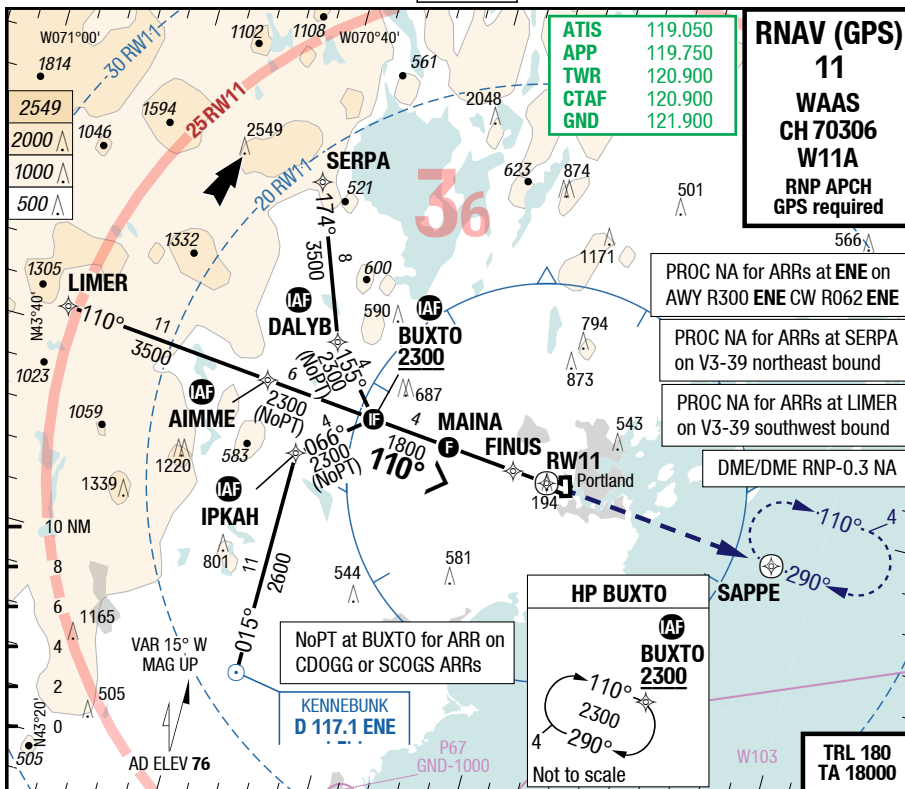 W071°00'
30 RW11
1102
1108
W070°40'
1814
561
ATIS 119.050
APP 119.750
TWR 120.900
CTAF 120.900
GND 121.900
RNAV (GPS)
11
WAAS
CH 70306
W11A
RNP APCH
GPS required
2549
2000
1000
500
1594
1046
25 RW11
2549
20 RW11
2048
SERPA
521
623
874
501
36
174°
3500
8
1332
600
1171
566
1305
LIMER
N43°40'
110°
11
3500
IAF
DALYB
590
IAF
BUXTO
2300
PROC NA for ARRs at ENE on
AWY R300 ENE CW R062 ENE
794
873
PROC NA for ARRs at SERPA
on V3-39 northeast bound
1023
155°
4
2300
(NoPT)
6
2300
(NoPT)
IAF
AIMME
687
PROC NA for ARRs at LIMER
on V3-39 southwest bound
1059
IF
4
MAINA
F
1800
110°
FINUS
543
1220
583
066°
4
2300
(NoPT)
RW11
Portland
194
DME/DME RNP-0.3 NA
1339
IAF
IPKAH
10 NM
8
6
4
2
0
801
11
2600
015°
544
581
110°
4
290°
SAPPE
1165
VAR 15° W
MAG UP
NoPT at BUXTO for ARR on
CDOGG or SCOGS ARRs
HP BUXTO
IAF
BUXTO
2300
110°
2300
4
290°
Not to scale
505
N43°20'
505
AD ELEV 76
KENNEBUNK
D 117.1 ENE
P67
GND-1000
W103
TRL 180
TA 18000